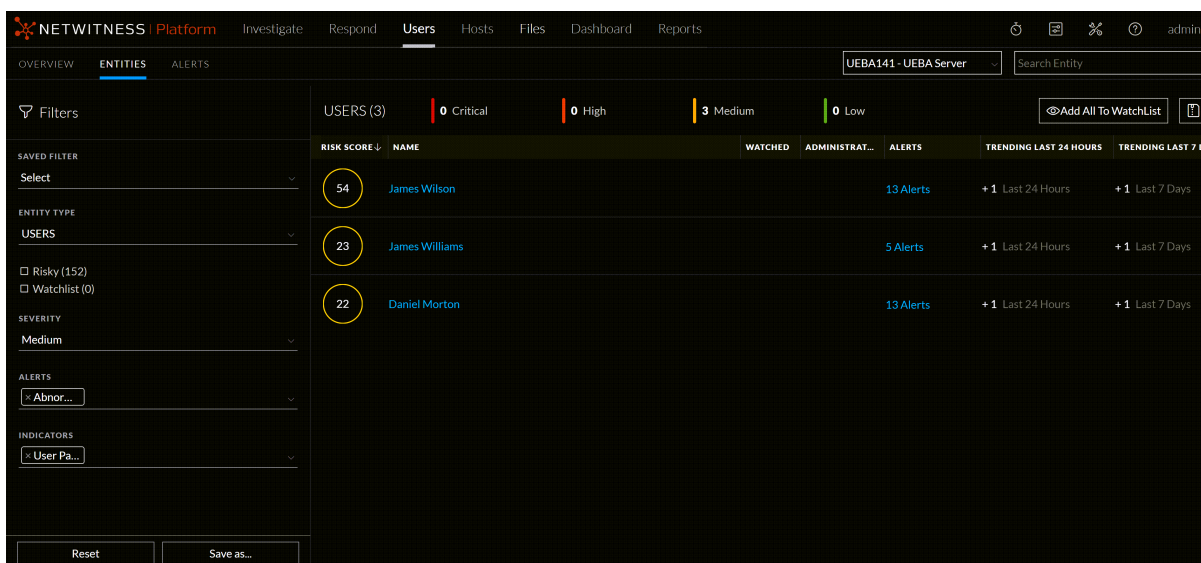 NETWITNESS | Platform Investigate Respond Users Hosts Files Dashboard Reports admin
OVERVIEW ENTITIES ALERTS UEBA141 - UEBA Server Search Entity
Filters
USERS (3) 0 Critical 0 High 3 Medium 0 Low Add All To WatchList
SAVED FILTER
Select
ENTITY TYPE
USERS
Risky (152)
Watchlist (0)
SEVERITY
Medium
ALERTS
× Abnor...
INDICATORS
× User Pa...
Reset Save as...
RISK SCORE NAME WATCHED ADMINISTRAT... ALERTS TRENDING LAST 24 HOURS TRENDING LAST 7
54 James Wilson 13 Alerts + 1 Last 24 Hours + 1 Last 7 Days
23 James Williams 5 Alerts + 1 Last 24 Hours + 1 Last 7 Days
22 Daniel Morton 13 Alerts + 1 Last 24 Hours + 1 Last 7 Days